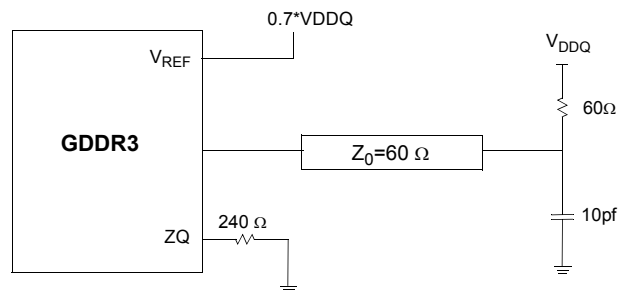 0.7*VDDQ
VREF
VDDQ
60Ω
GDDR3
Z0=60 Ω
10pf
240 Ω
ZQ